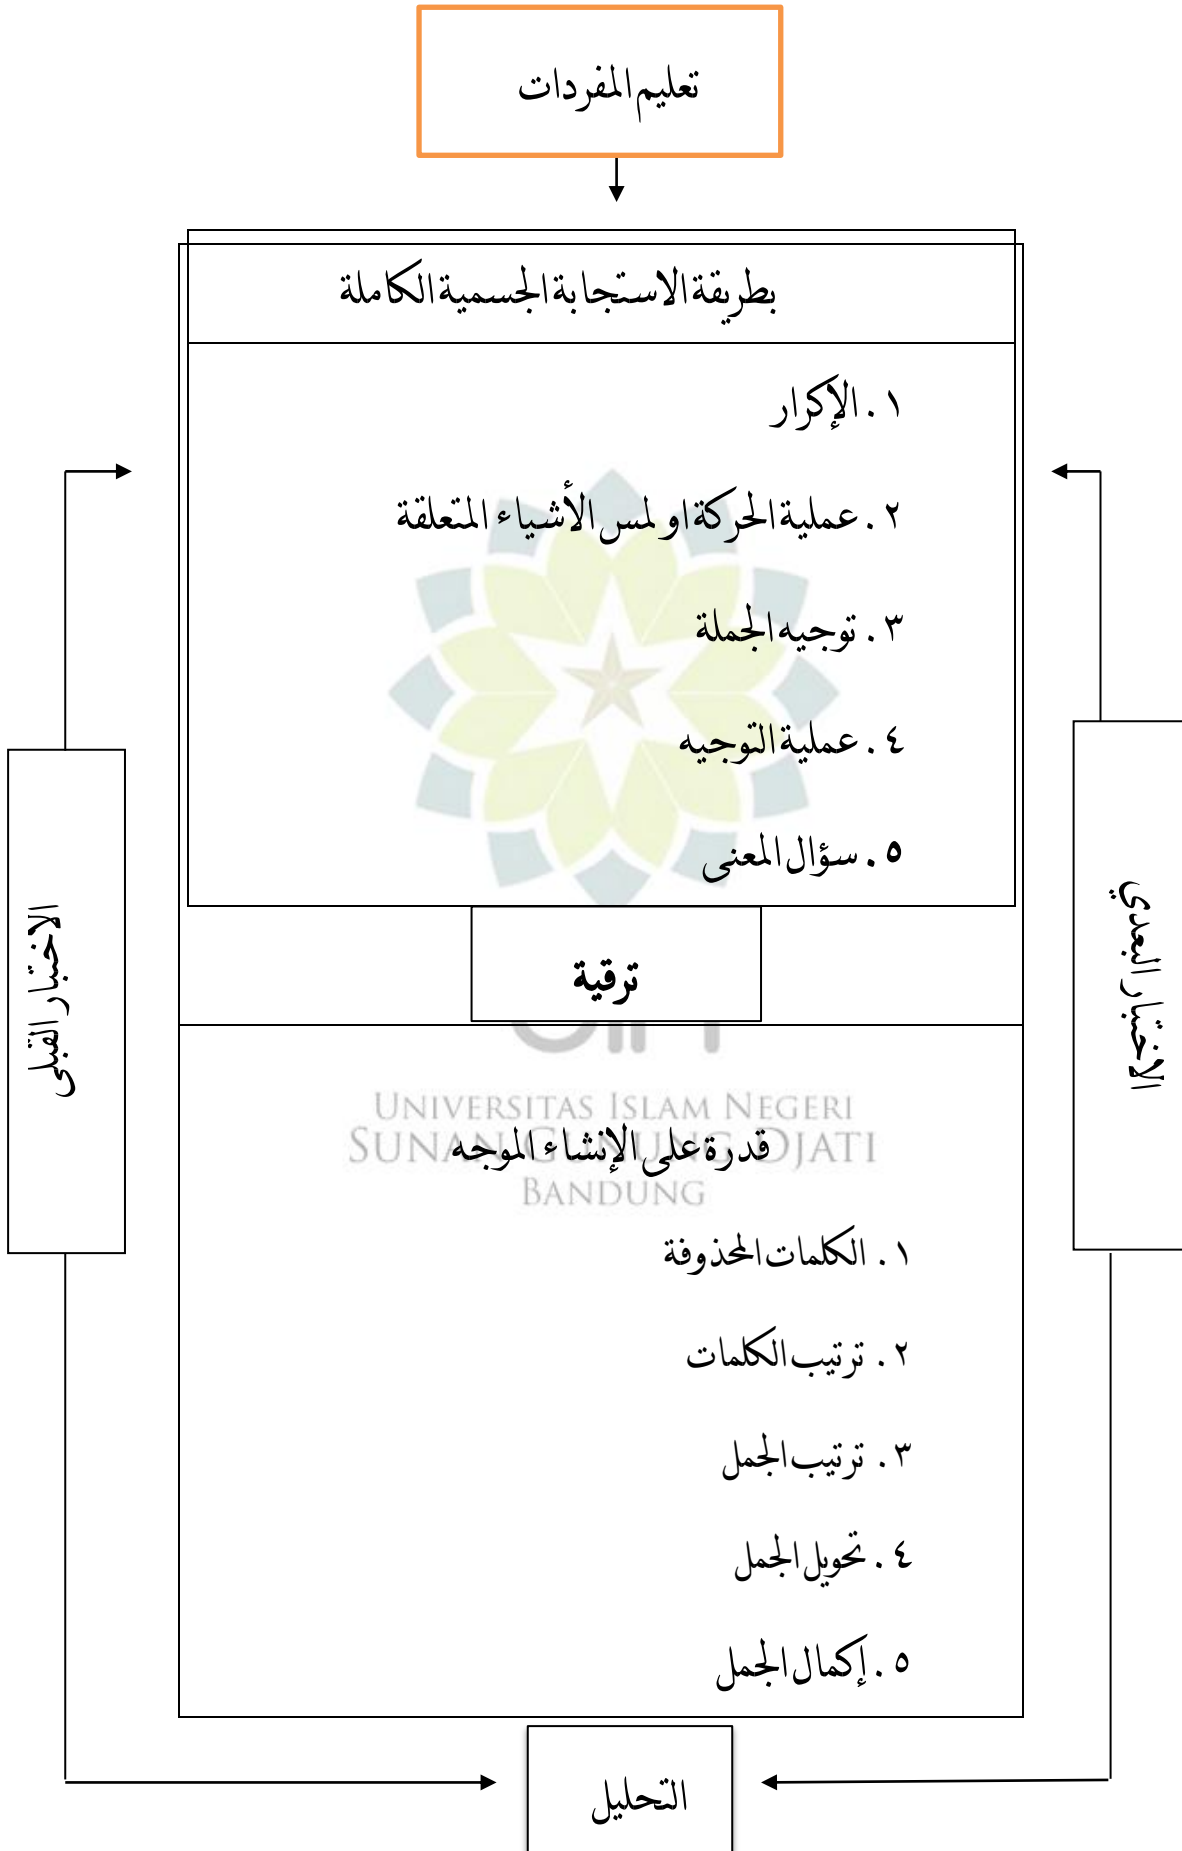 تعليم المفردات
بطريقة الاستجابة الجسمية الكاملة
١. الإكرار
٢. عملية الحركة او لمس الأشياء المتعلقة
٣. توجيه الجملة
٤. عملية التوجيه
٥. سؤال المعنى
الاختبار البعدي
الاختبار القبلى
ترقية
UNIVERSITAS ISLAM NEGERI
SUNAN GUNUNG DJATI
BANDUNG
قدرة على الإنشاء الموجه
١. الكلمات المحذوفة
٢. ترتيب الكلمات
٣. ترتيب الجمل
٤. تحويل الجمل
٥. إكمال الجمل
التحليل